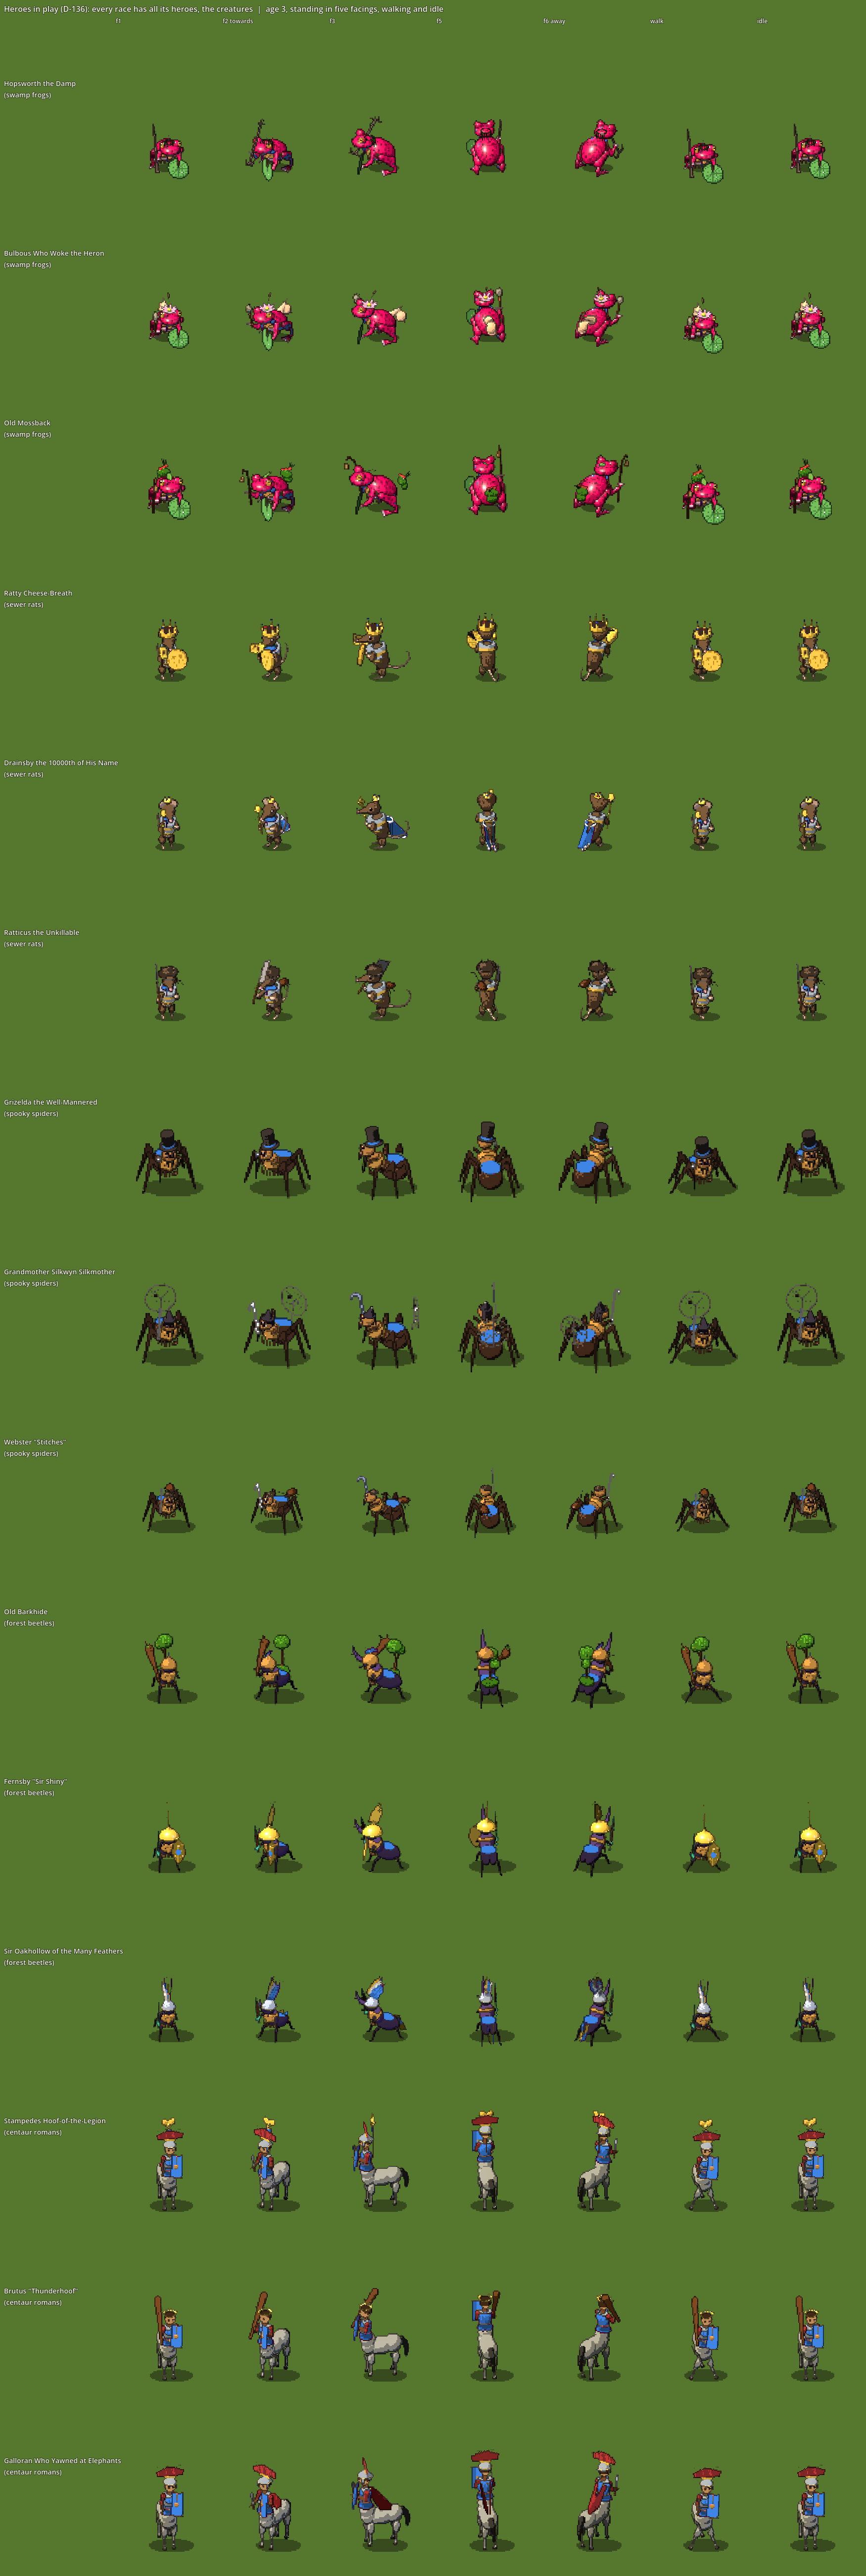 Heroes in play (D-136): every race has all its heroes, the creatures | age 3, standing in five facings, walking and idle
f1 f2 towards f3 f5 f6 away walk idle
Hopsworth the Damp
(swamp frogs)
Bulbous Who Woke the Heron
(swamp frogs)
Old Mossback
(swamp frogs)
Ratty Cheese-Breath
(sewer rats)
Drainsby the 10000th of His Name
(sewer rats)
Ratticus the Unkillable
(sewer rats)
Grizelda the Well-Mannered
(spooky spiders)
Grandmother Silkwyn Silkmother
(spooky spiders)
Webster "Stitches"
(spooky spiders)
Old Barkhide
(forest beetles)
Fernsby "Sir Shiny"
(forest beetles)
Sir Oakhollow of the Many Feathers
(forest beetles)
Stampedes Hoof-of-the-Legion
(centaur romans)
Brutus "Thunderhoof"
(centaur romans)
Galloran Who Yawned at Elephants
(centaur romans)